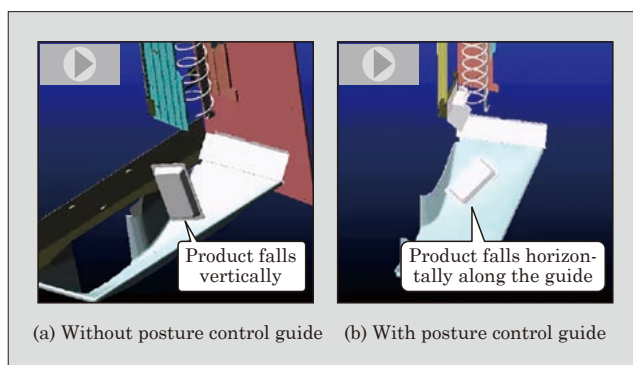 Product falls
vertically
Product falls horizon-
tally along the guide
(a) Without posture control guide
(b) With posture control guide